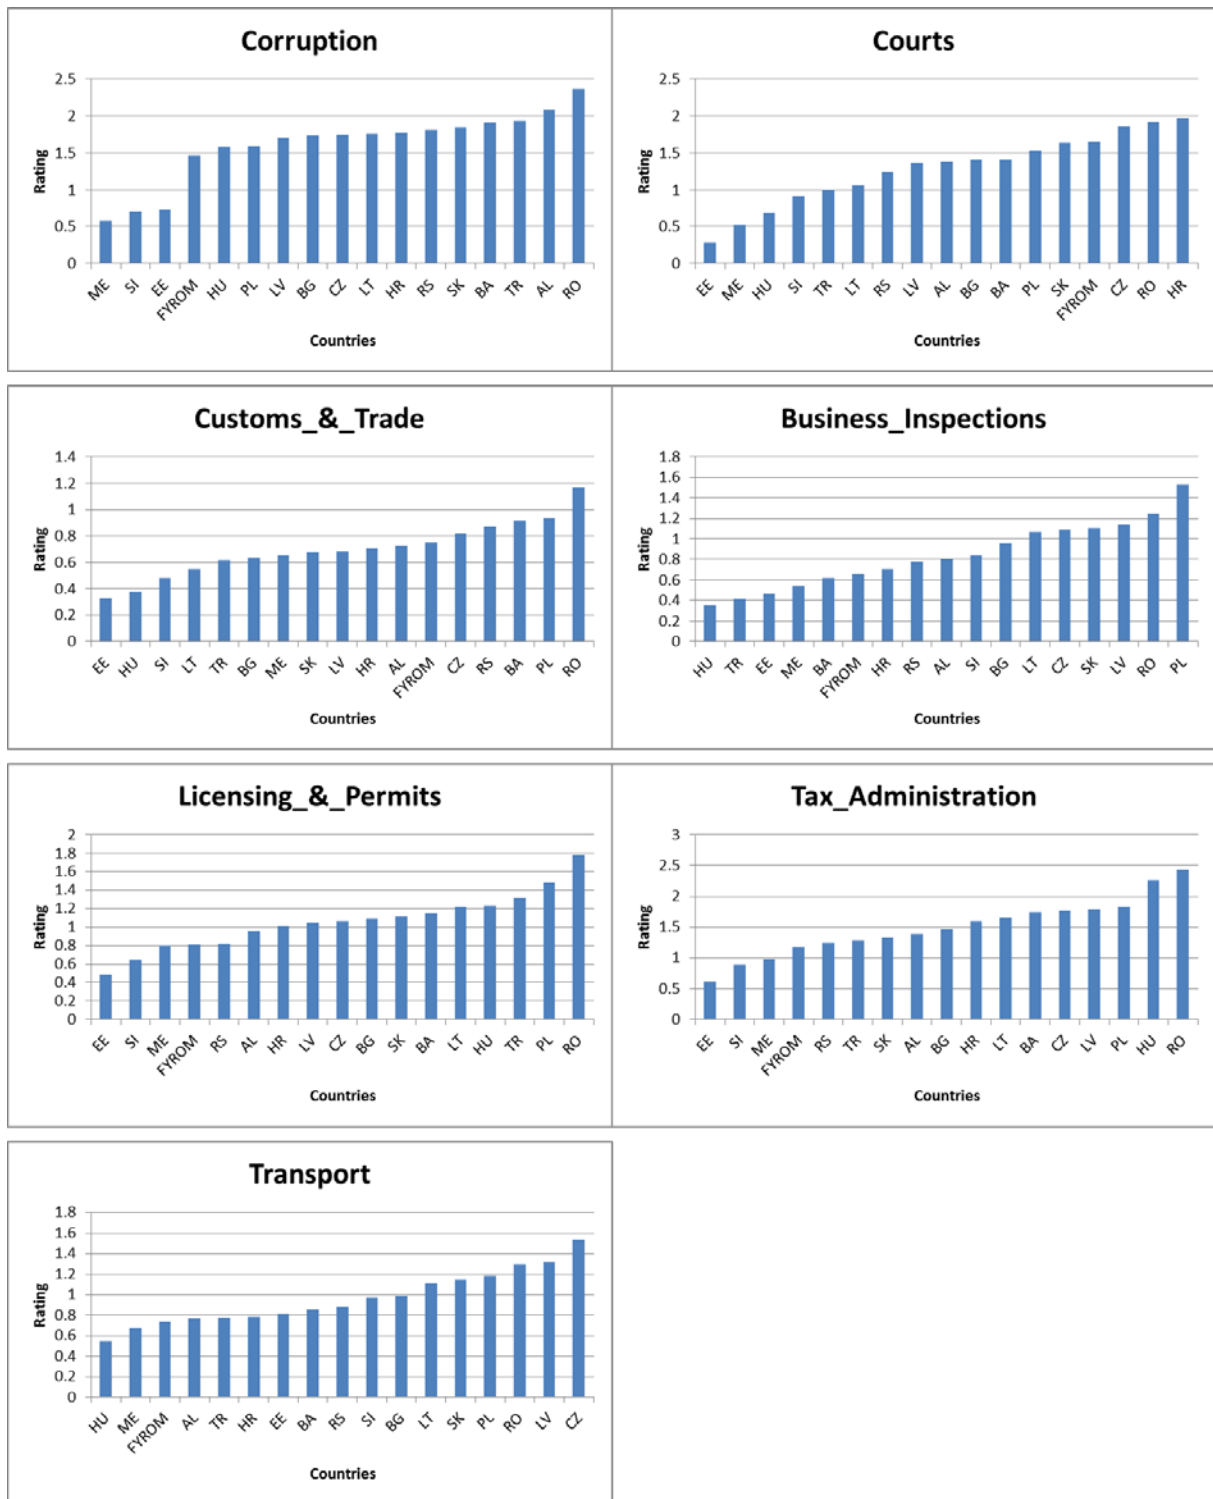 Corruption
2.5
2
1.5
1
0.5
0
Rating
ME SI EE FYROM HU PL LV BG CZ LT HR RS SK BA TR AL RO
Countries
Courts
2.5
2
1.5
1
0.5
0
Rating
EE ME HU SI TR LT RS LV AL BG BA PL SK FYROM CZ RO HR
Countries
Customs_&_Trade
1.4
1.2
1
0.8
0.6
0.4
0.2
0
Rating
EE HU SI LT TR BG ME SK LV HR AL FYROM CZ RS BA PL RO
Countries
Business_Inspections
1.8
1.6
1.4
1.2
1
0.8
0.6
0.4
0.2
0
Rating
HU TR EE ME BA FYROM HR RS AL SI BG LT CZ SK LV RO PL
Countries
Licensing_&_Permits
2
1.8
1.6
1.4
1.2
1
0.8
0.6
0.4
0.2
0
Rating
EE SI ME FYROM RS AL HR LV CZ BG SK BA LT HU TR PL RO
Countries
Tax_Administration
3
2.5
2
1.5
1
0.5
0
Rating
EE SI ME FYROM RS TR SK AL BG HR LT BA CZ LV PL HU RO
Countries
Transport
1.8
1.6
1.4
1.2
1
0.8
0.6
0.4
0.2
0
Rating
HU ME FYROM AL TR HR EE BA RS SI BG LT SK PL RO LV CZ
Countries